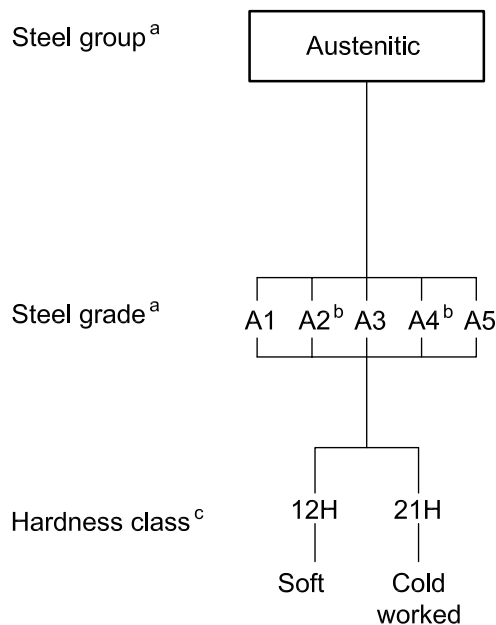 Steel group a
Austenitic
Steel grade a
A1 A2 b A3 A4 b A5
Hardness class c
12H 21H
Soft Cold
worked